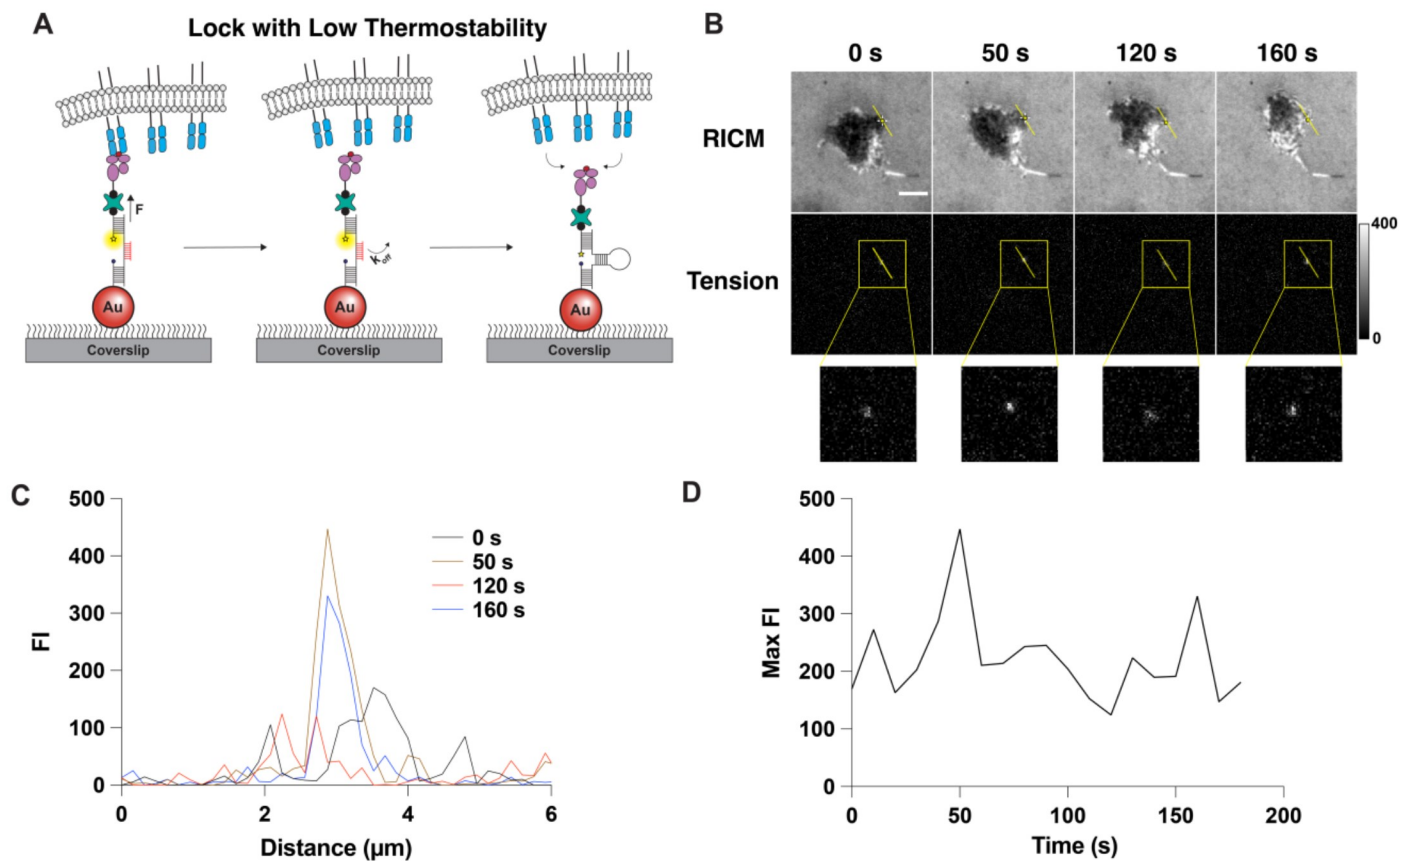 A
Lock with Low Thermostability
F
Au
Coverslip
koff
Au
Coverslip
Au
Coverslip
B
0 s
50 s
120 s
160 s
RICM
Tension
400
0
C
500
400
300
200
100
0
FI
0
2
4
6
Distance (µm)
0 s
50 s
120 s
160 s
D
500
400
300
200
100
0
Max FI
0
50
100
150
200
Time (s)